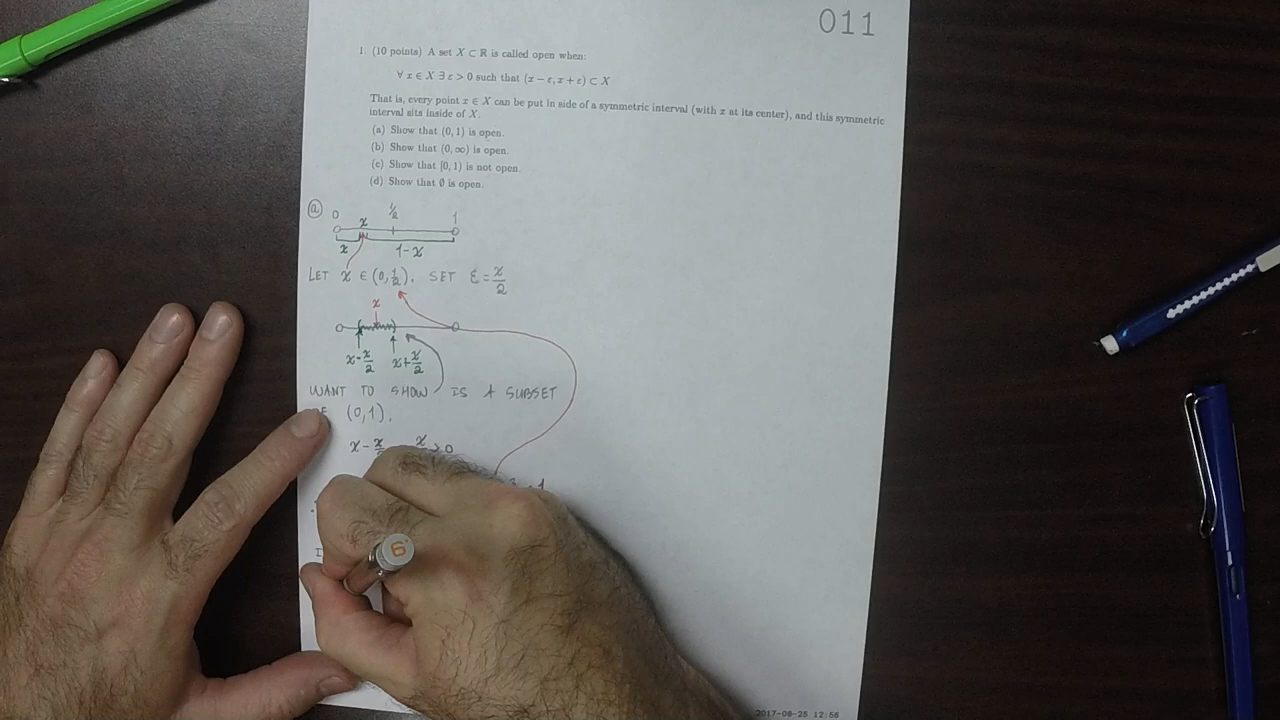 011
1. (10 points) A set X ⊂ ℝ is called open when:
∀ x ∈ X ∃ ε > 0 such that (x − ε, x + ε) ⊂ X
That is, every point x ∈ X can be put in side of a symmetric interval (with x at its center), and this symmetric
interval sits inside of X.
(a) Show that (0, 1) is open.
(b) Show that (0, ∞) is open.
(c) Show that [0, 1) is not open.
(d) Show that ∅ is open.
(a) 0 x 1/2 1
x 1-x
LET x ∈ (0, 1/2). SET ε = x/2
x
x - x/2 x + x/2
WANT TO SHOW IS A SUBSET
OF (0,1).
x - x/2 x/2 > 0
1
2017-06-25 12:56